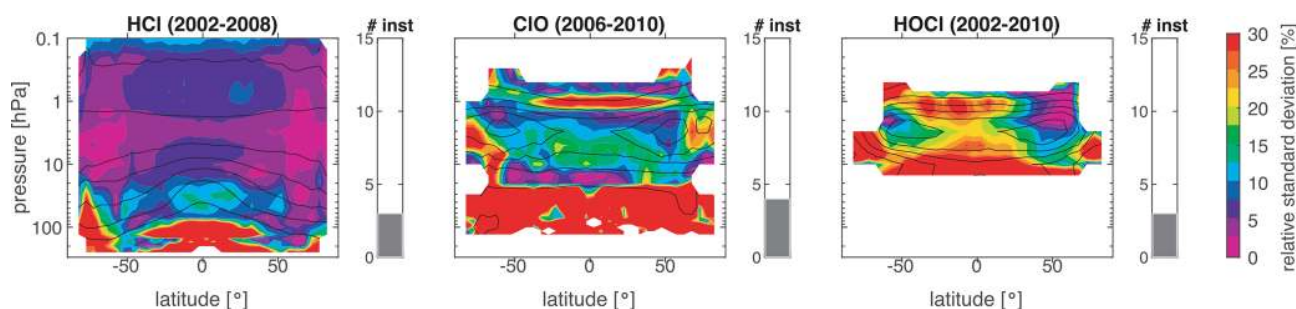 HCl (2002-2008) # inst ClO (2006-2010) # inst HOCl (2002-2010) # inst
0.1 15 15 15 30
1 10 10 10 25
10 5 5 5 20
100 0 0 0 15
10
5
0
pressure [hPa]
relative standard deviation [%]
-50 0 50 -50 0 50 -50 0 50
latitude [°] latitude [°] latitude [°]